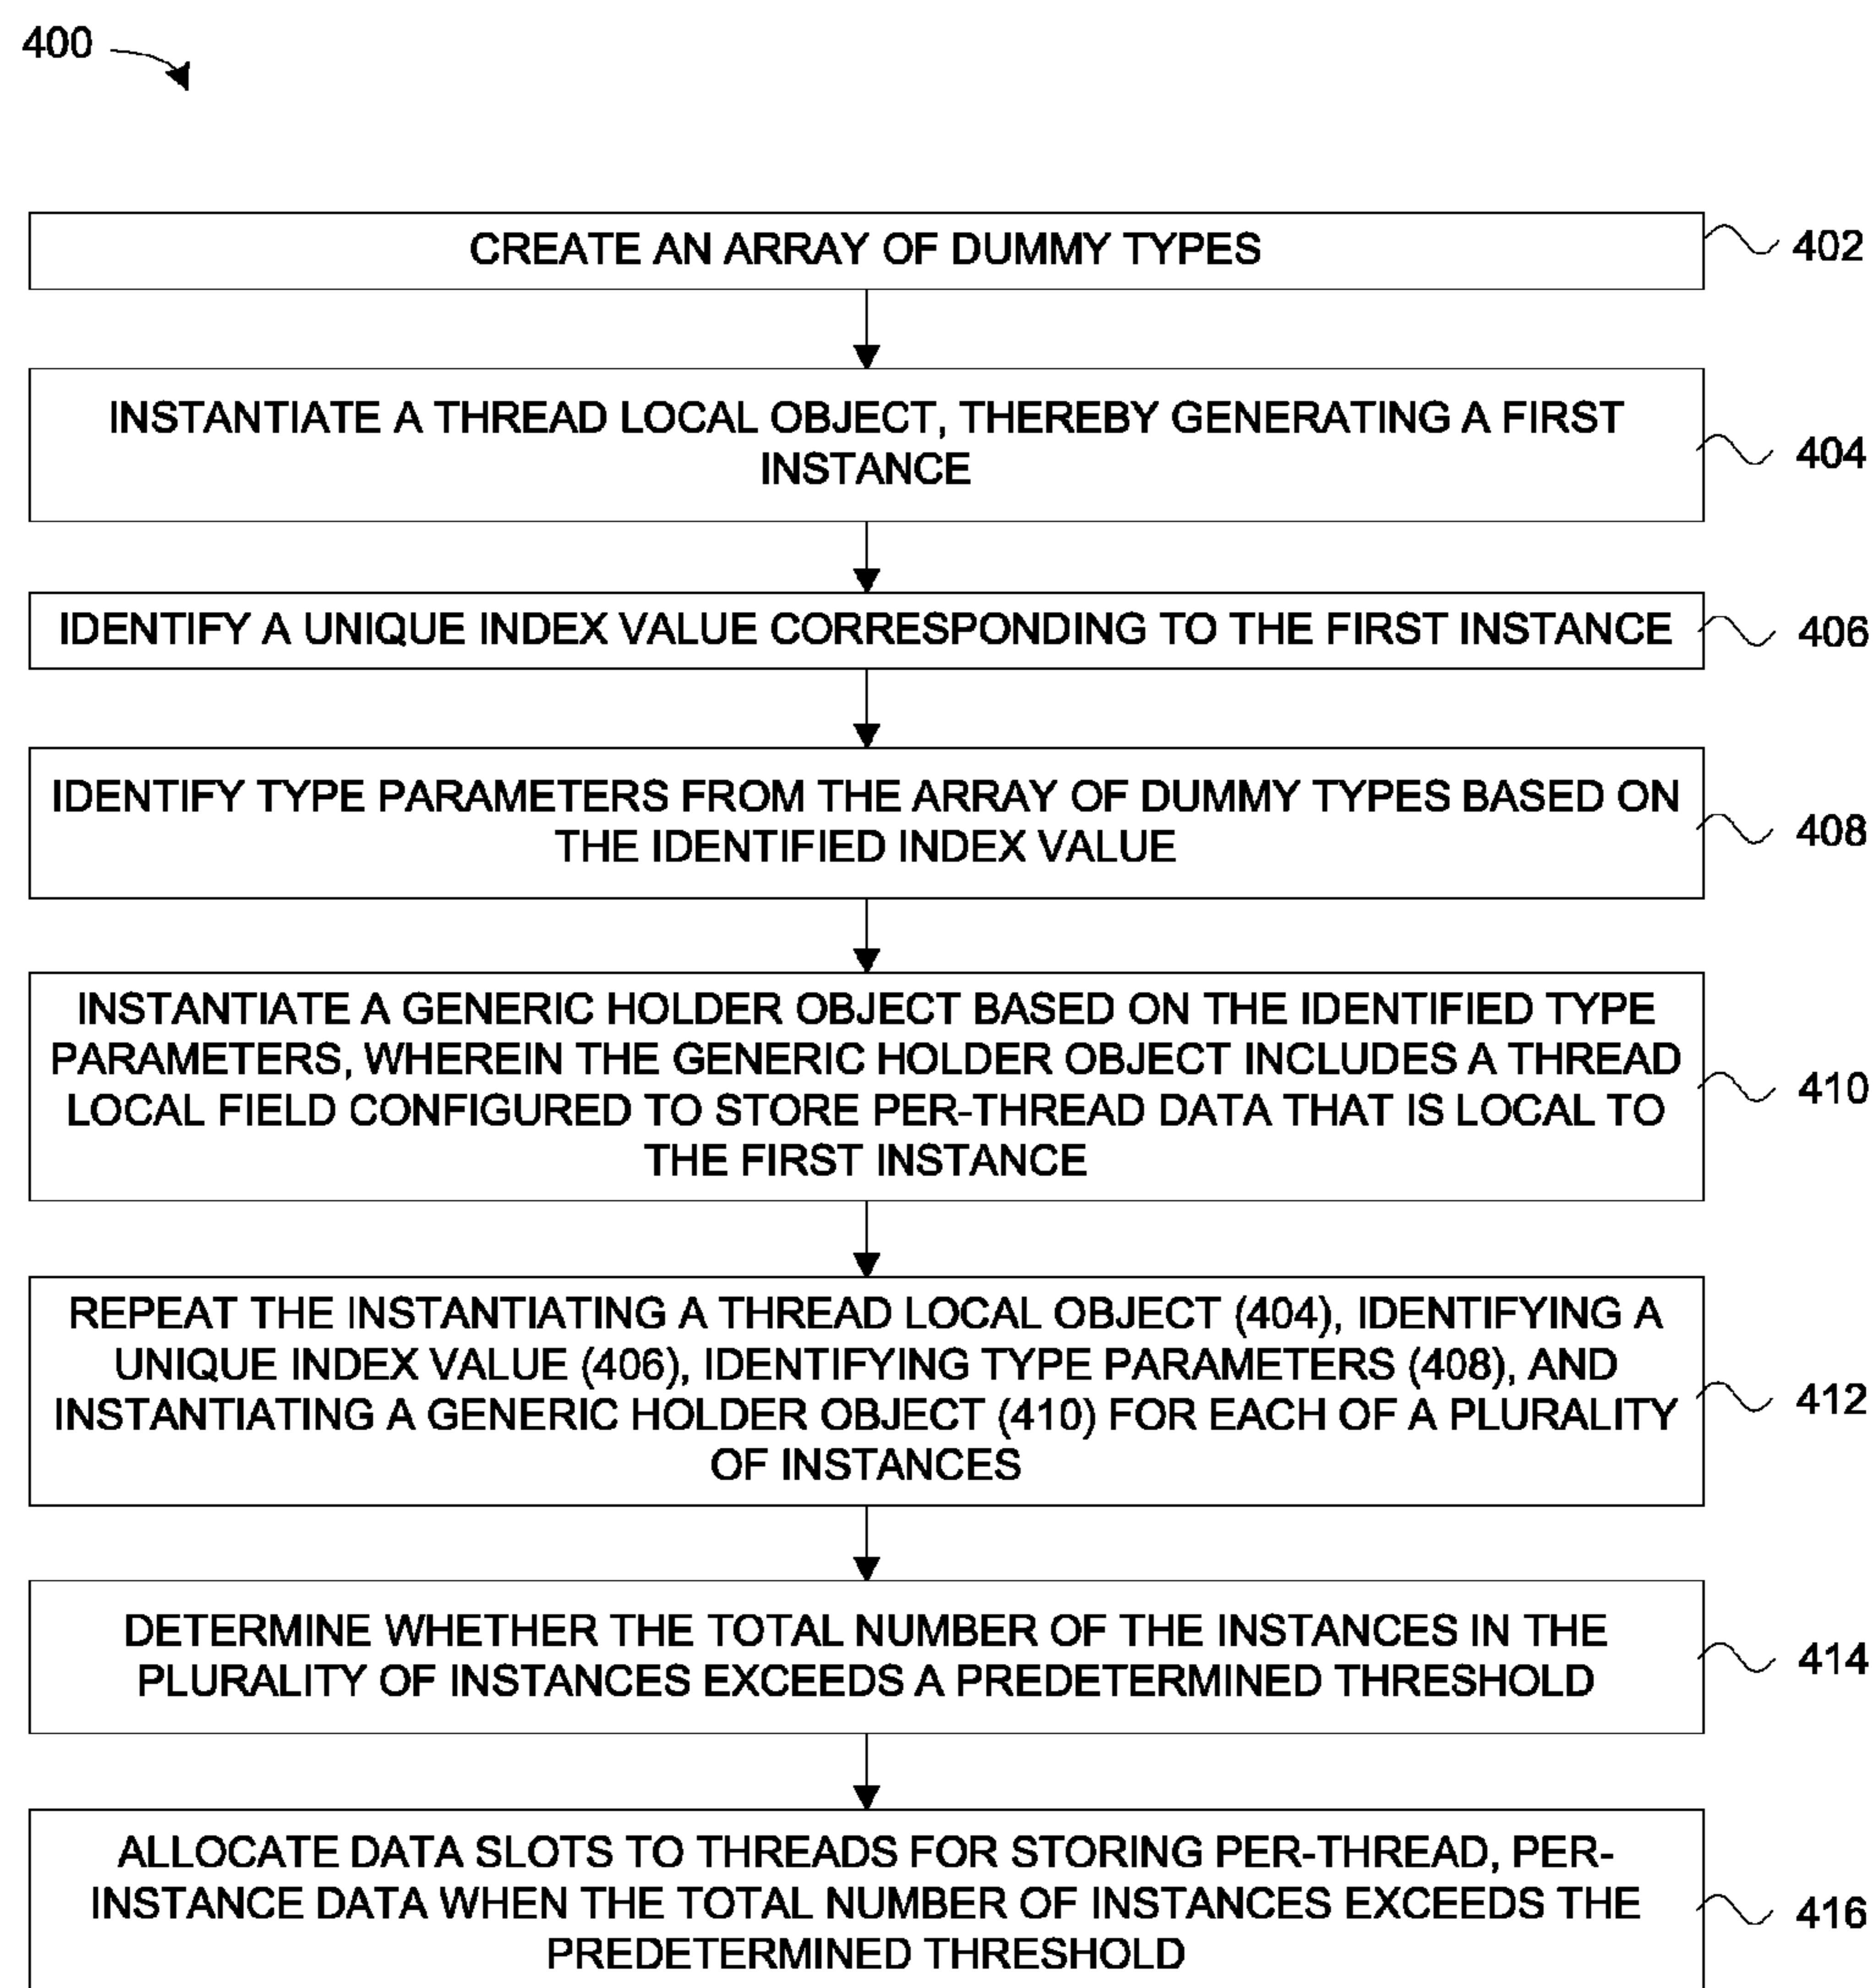 400
CREATE AN ARRAY OF DUMMY TYPES
402
INSTANTIATE A THREAD LOCAL OBJECT, THEREBY GENERATING A FIRST
INSTANCE
404
IDENTIFY A UNIQUE INDEX VALUE CORRESPONDING TO THE FIRST INSTANCE
406
IDENTIFY TYPE PARAMETERS FROM THE ARRAY OF DUMMY TYPES BASED ON
THE IDENTIFIED INDEX VALUE
408
INSTANTIATE A GENERIC HOLDER OBJECT BASED ON THE IDENTIFIED TYPE
PARAMETERS, WHEREIN THE GENERIC HOLDER OBJECT INCLUDES A THREAD
LOCAL FIELD CONFIGURED TO STORE PER-THREAD DATA THAT IS LOCAL TO
THE FIRST INSTANCE
410
REPEAT THE INSTANTIATING A THREAD LOCAL OBJECT (404), IDENTIFYING A
UNIQUE INDEX VALUE (406), IDENTIFYING TYPE PARAMETERS (408), AND
INSTANTIATING A GENERIC HOLDER OBJECT (410) FOR EACH OF A PLURALITY
OF INSTANCES
412
DETERMINE WHETHER THE TOTAL NUMBER OF THE INSTANCES IN THE
PLURALITY OF INSTANCES EXCEEDS A PREDETERMINED THRESHOLD
414
ALLOCATE DATA SLOTS TO THREADS FOR STORING PER-THREAD, PER-
INSTANCE DATA WHEN THE TOTAL NUMBER OF INSTANCES EXCEEDS THE
PREDETERMINED THRESHOLD
416